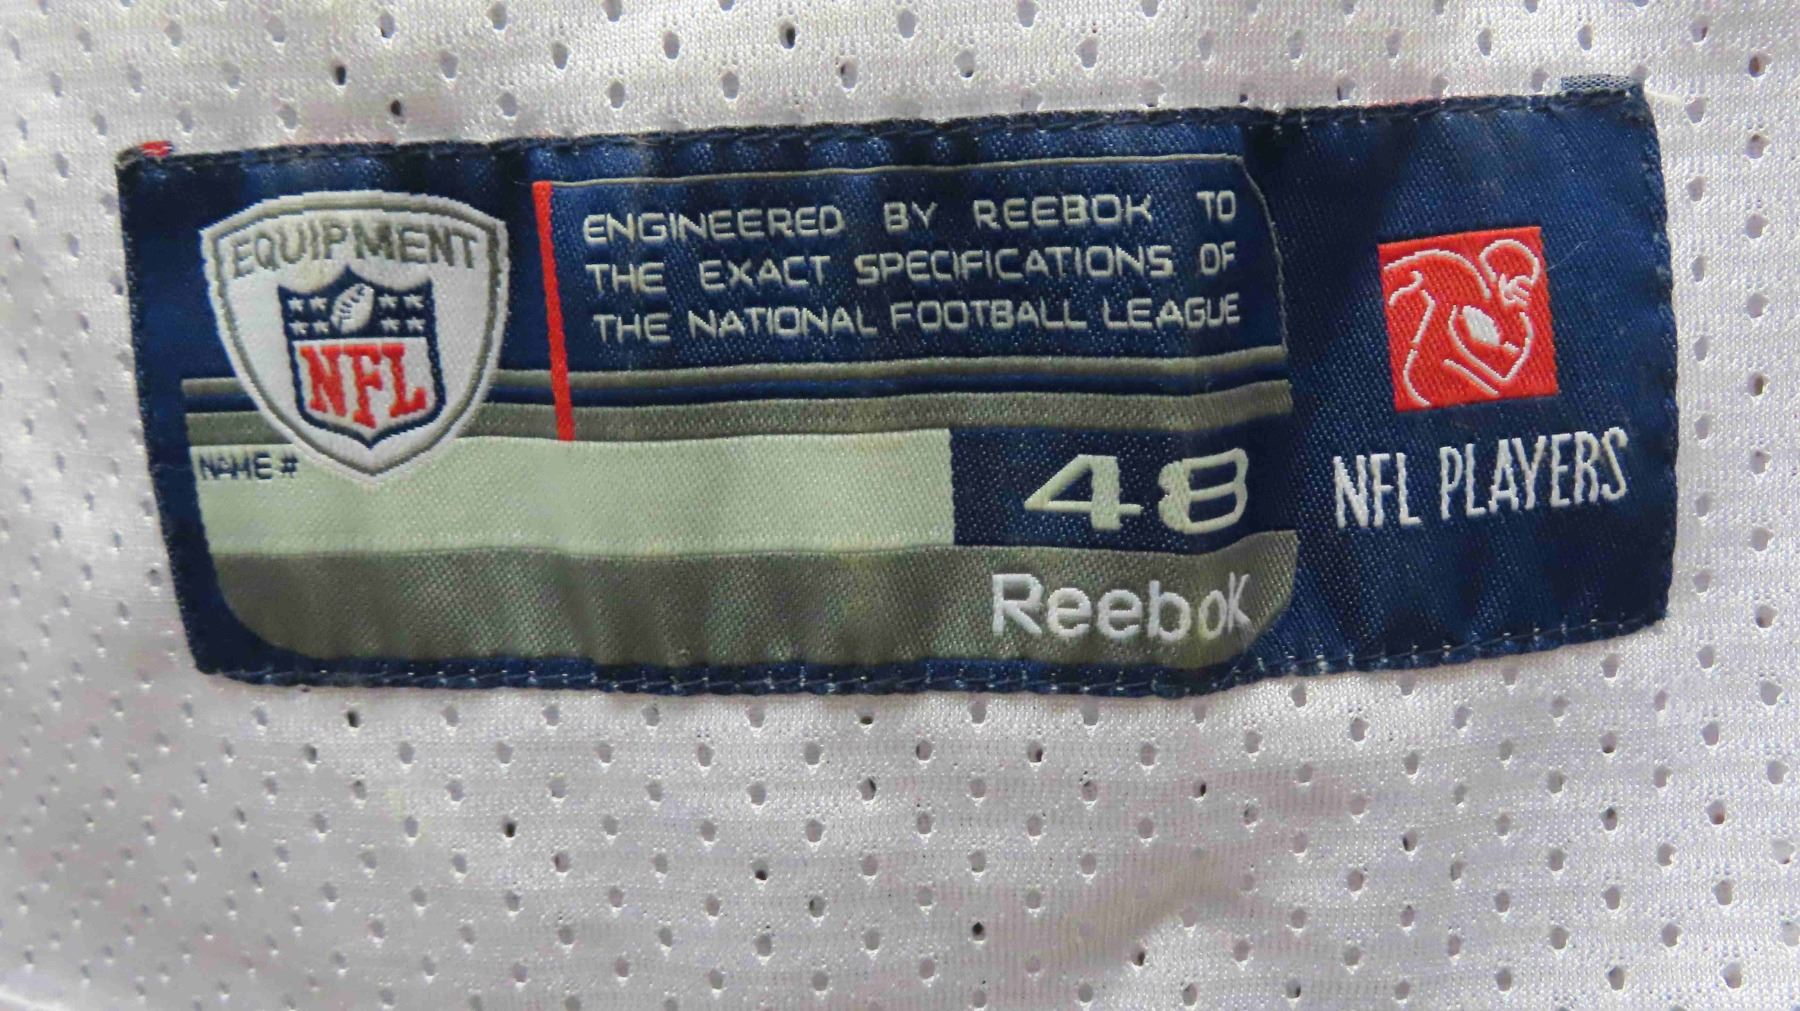 EQUIPMENT
NFL
ENGINEERED BY REEBOK TO
THE EXACT SPECIFICATIONS OF
THE NATIONAL FOOTBALL LEAGUE
NAME #
48
Reebok
NFL PLAYERS